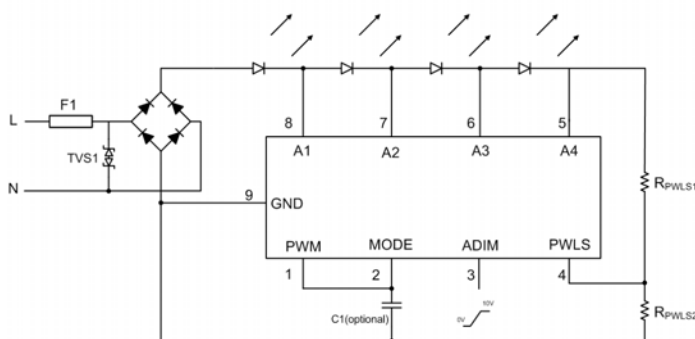 F1
L
TVS1
N
8
7
6
5
A1
A2
A3
A4
9
GND
PWM
MODE
ADIM
PWLS
1
2
3
4
C1(optional)
0V
10V
RPWLS1
RPWLS2